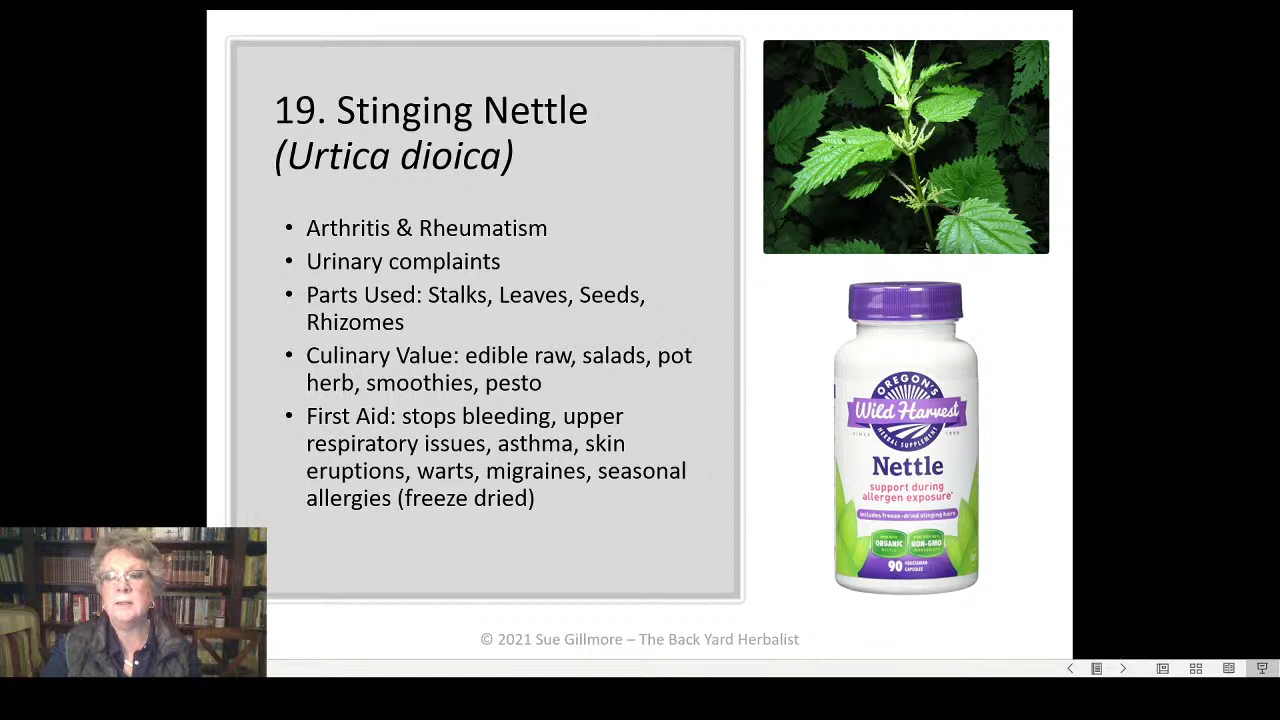 19. Stinging Nettle
(Urtica dioica)
• Arthritis & Rheumatism
• Urinary complaints
• Parts Used: Stalks, Leaves, Seeds,
Rhizomes
• Culinary Value: edible raw, salads, pot
herb, smoothies, pesto
• First Aid: stops bleeding, upper
respiratory issues, asthma, skin
eruptions, warts, migraines, seasonal
allergies (freeze dried)
OREGON'S
Wild Harvest
SINCE 1994
HERBAL SUPPLEMENT
Nettle
support during
allergen exposure*
includes freeze-dried stinging hairs
ORGANIC
NETTLE
NON-GMO
INGREDIENTS
90 VEGETARIAN
CAPSULES
© 2021 Sue Gillmore – The Back Yard Herbalist